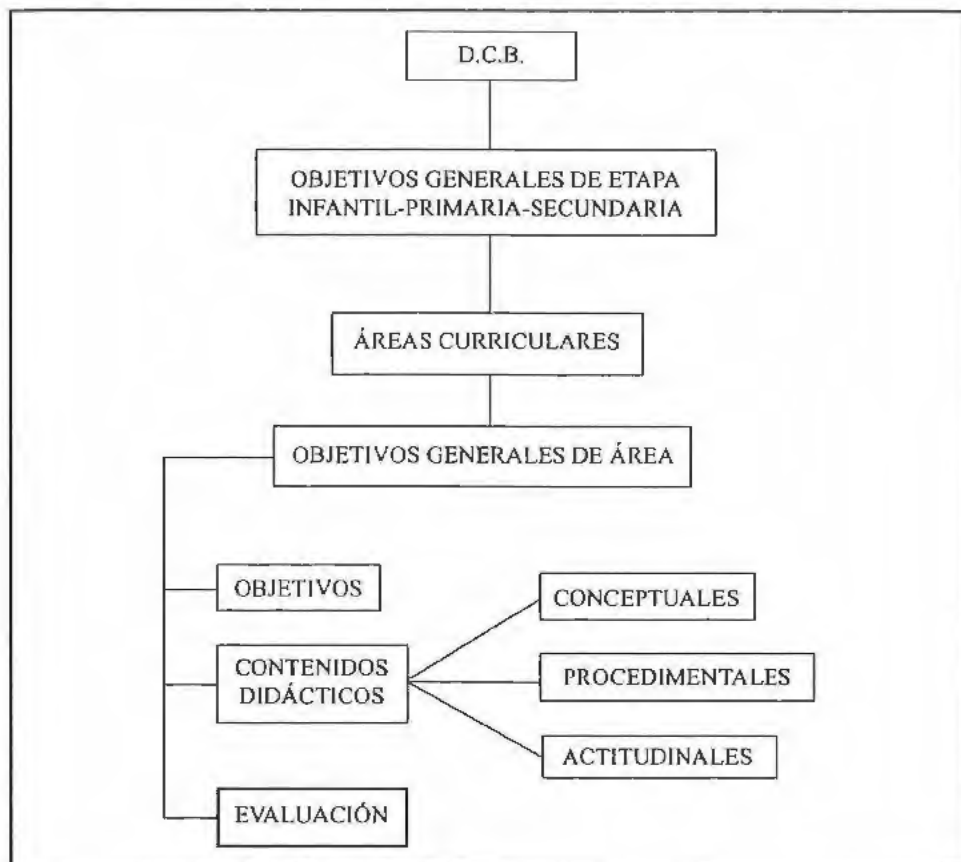 D.C.B.
OBJETIVOS GENERALES DE ETAPA
INFANTIL-PRIMARIA-SECUNDARIA
ÁREAS CURRICULARES
OBJETIVOS GENERALES DE ÁREA
OBJETIVOS
CONTENIDOS
DIDÁCTICOS
EVALUACIÓN
CONCEPTUALES
PROCEDIMENTALES
ACTITUDINALES